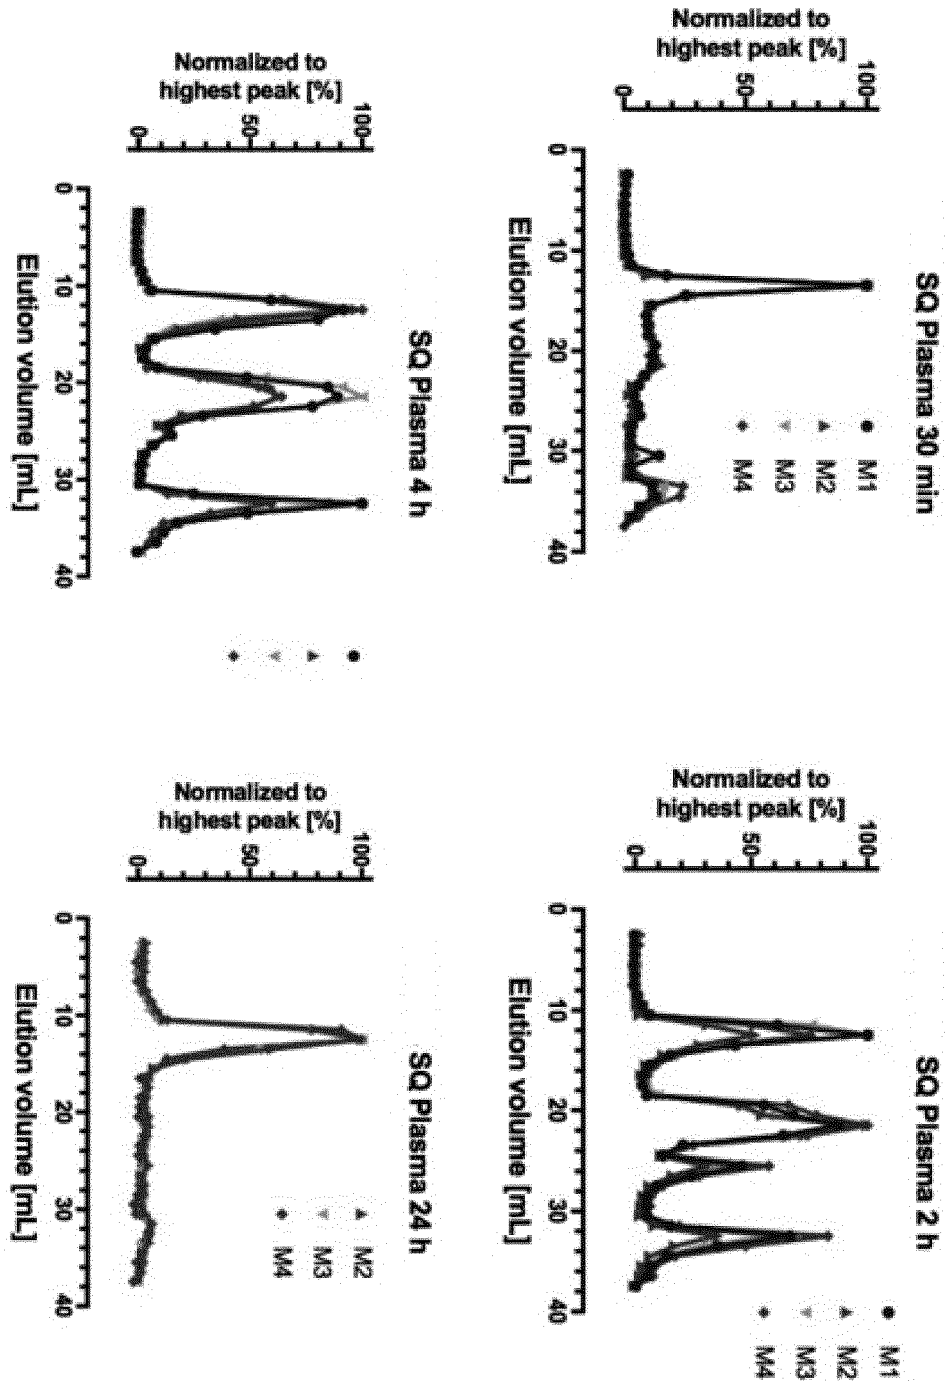 SQ Plasma 30 min
Normalized to
highest peak [%]
100
50
0
0
10
20
30
40
Elution volume [mL]
M1
M2
M3
M4
SQ Plasma 2 h
Normalized to
highest peak [%]
100
50
0
0
10
20
30
40
Elution volume [mL]
M1
M2
M3
M4
SQ Plasma 4 h
Normalized to
highest peak [%]
100
50
0
0
10
20
30
40
Elution volume [mL]
SQ Plasma 24 h
Normalized to
highest peak [%]
100
50
0
0
10
20
30
40
Elution volume [mL]
M2
M3
M4